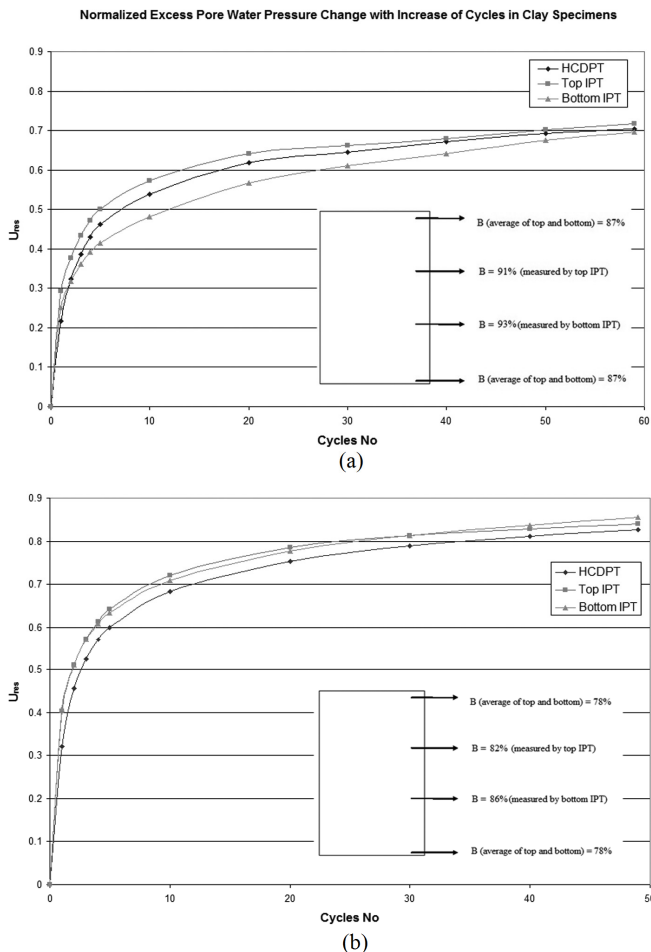 Normalized Excess Pore Water Pressure Change with Increase of Cycles in Clay Specimens
0.9
0.8
0.7
0.6
0.5
0.4
0.3
0.2
0.1
0
Ures
HCDPT
Top IPT
Bottom IPT
B (average of top and bottom) = 87%
B = 91% (measured by top IPT)
B = 93% (measured by bottom IPT)
B (average of top and bottom) = 87%
0 10 20 30 40 50 60
Cycles No
(a)
0.9
0.8
0.7
0.6
0.5
0.4
0.3
0.2
0.1
0
Ures
HCDPT
Top IPT
Bottom IPT
B (average of top and bottom) = 78%
B = 82% (measured by top IPT)
B = 86% (measured by bottom IPT)
B (average of top and bottom) = 78%
0 10 20 30 40 50
Cycles No
(b)